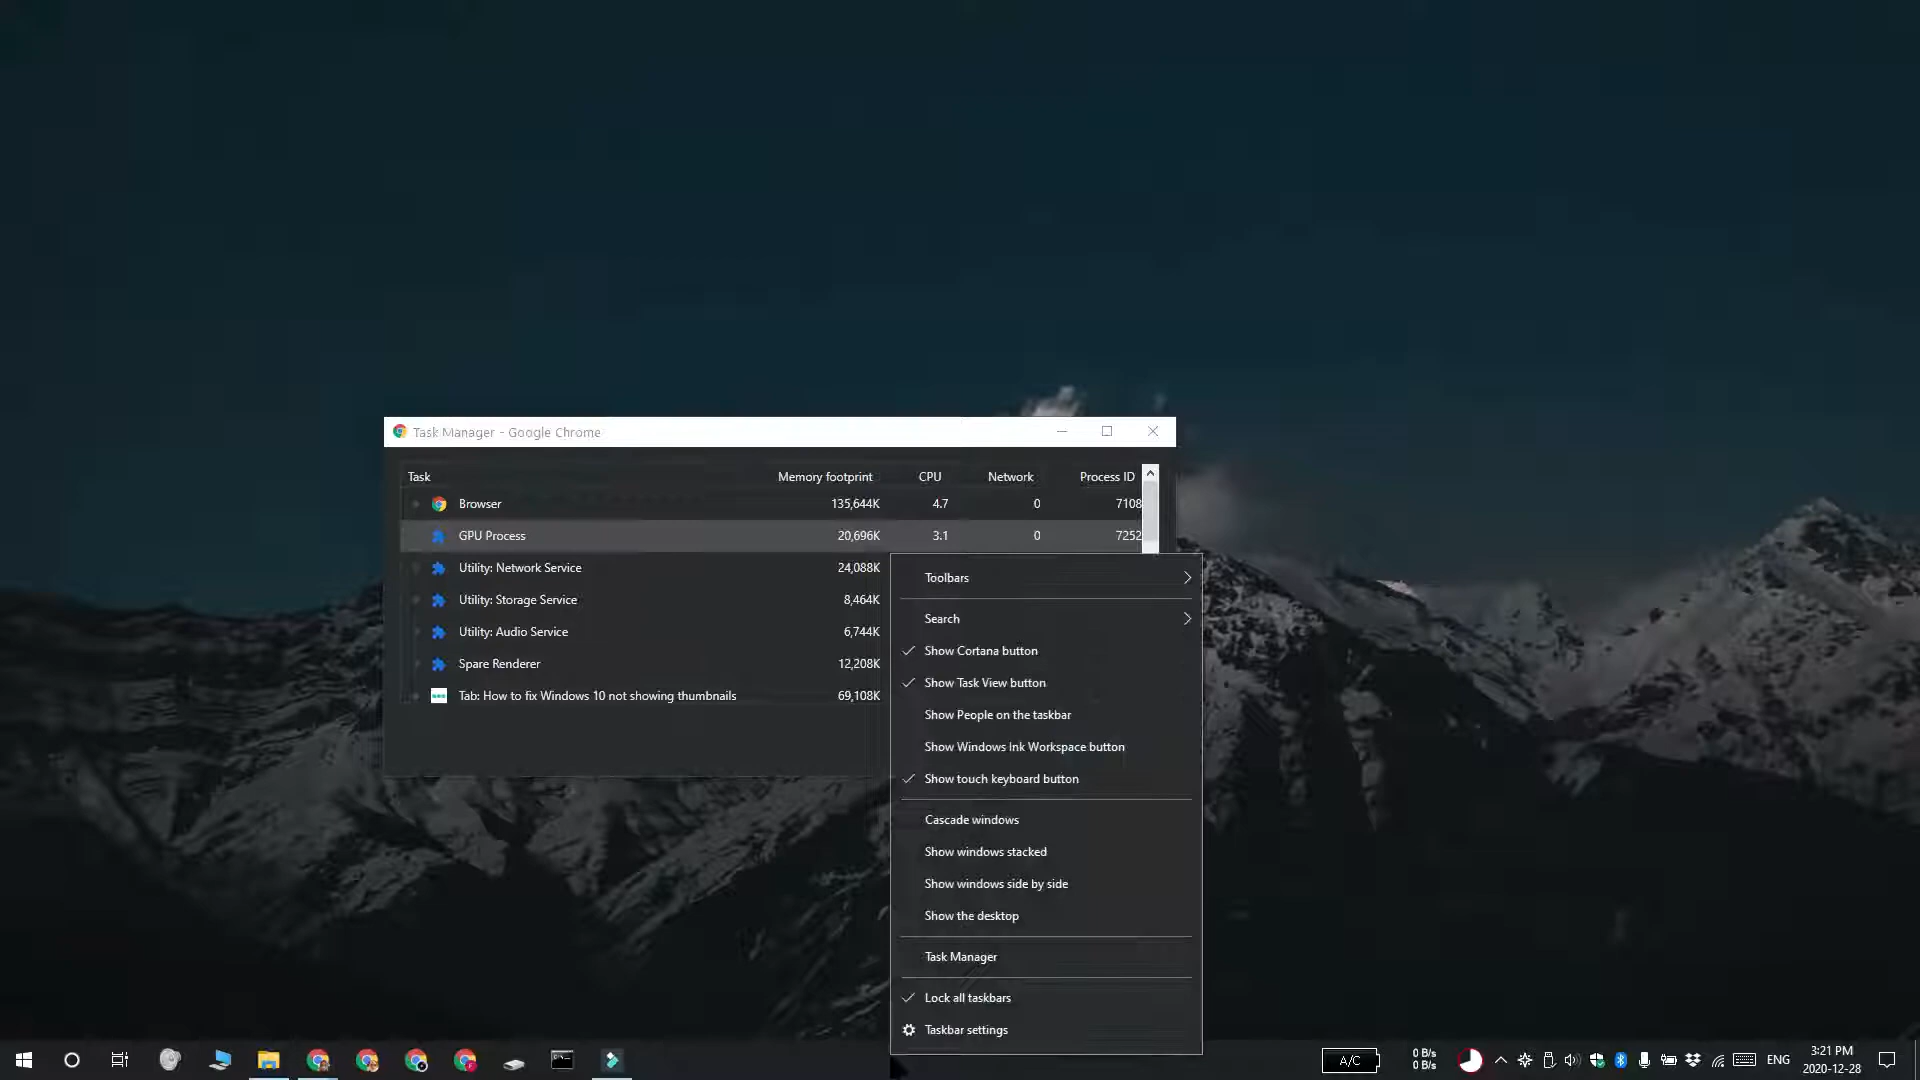 Task Manager - Google Chrome
Task Memory footprint CPU Network Process ID
Browser 135,644K 4.7 0 7108
GPU Process 20,696K 3.1 0 7252
Utility: Network Service 24,088K
Utility: Storage Service 8,464K
Utility: Audio Service 6,744K
Spare Renderer 12,208K
Tab: How to fix Windows 10 not showing thumbnails 69,108K
Toolbars
Search
Show Cortana button
Show Task View button
Show People on the taskbar
Show Windows Ink Workspace button
Show touch keyboard button
Cascade windows
Show windows stacked
Show windows side by side
Show the desktop
Task Manager
Lock all taskbars
Taskbar settings
A/C
0 B/s
0 B/s
ENG
3:21 PM
2020-12-28